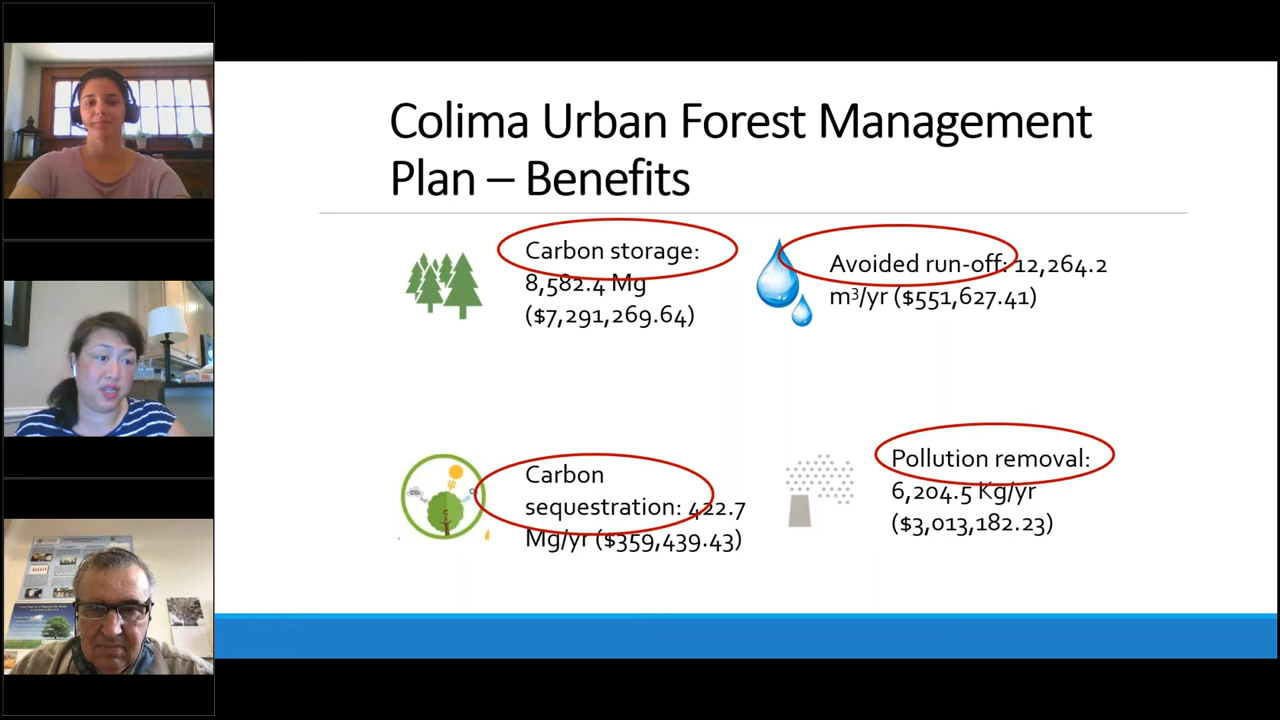 Colima Urban Forest Management
Plan – Benefits
Carbon storage:
8,582.4 Mg
($7,291,269.64)
Avoided run-off: 12,264.2
m³/yr ($551,627.41)
Carbon
sequestration: 422.7
Mg/yr ($359,439.43)
Pollution removal:
6,204.5 Kg/yr
($3,013,182.23)